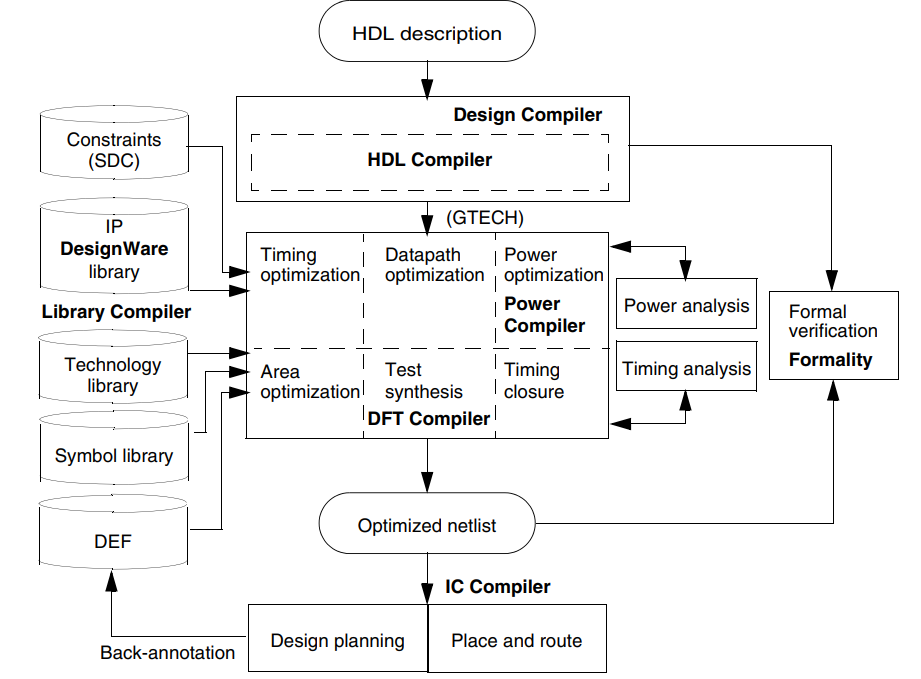 HDL description
Design Compiler
HDL Compiler
Constraints
(SDC)
IP
DesignWare
library
Library Compiler
Technology
library
Symbol library
DEF
(GTECH)
Timing
optimization
Datapath
optimization
Power
optimization
Power
Compiler
Area
optimization
Test
synthesis
DFT Compiler
Timing
closure
Power analysis
Timing analysis
Formal
verification
Formality
Optimized netlist
IC Compiler
Design planning
Place and route
Back-annotation